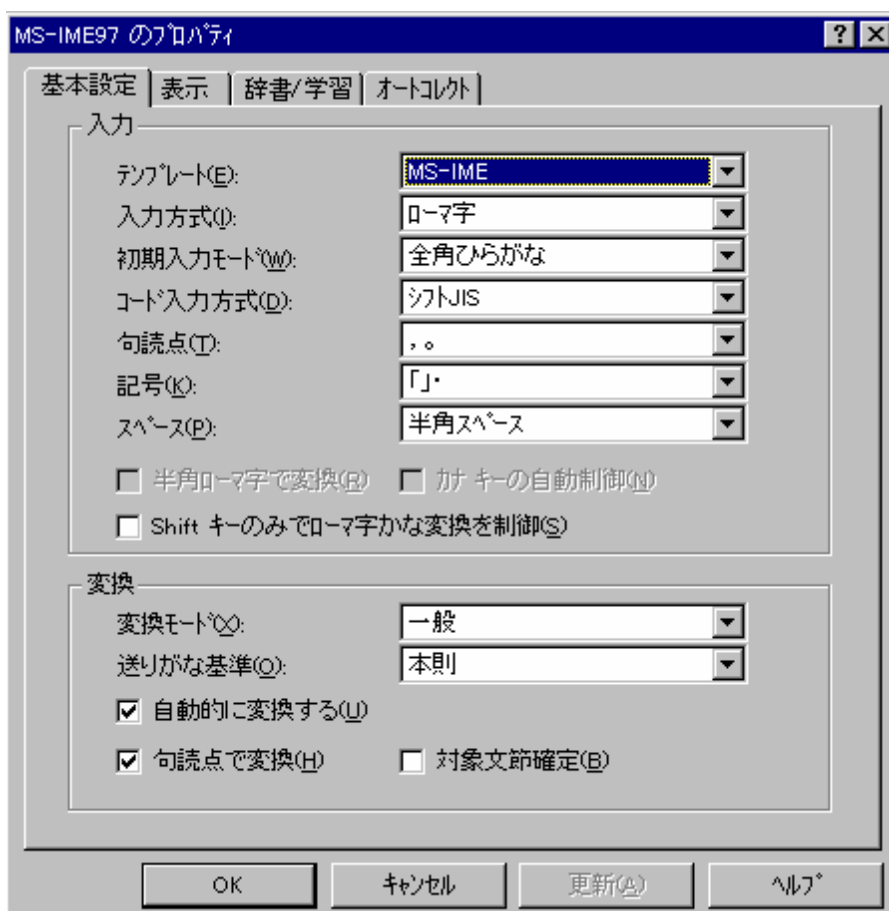 MS-IME97 のﾌﾟﾛﾊﾟﾃｨ
基本設定 表示 辞書/学習 ｵｰﾄｺﾚｸﾄ
入力
ﾃﾝﾌﾟﾚｰﾄ(E): MS-IME
入力方式(I): ﾛｰﾏ字
初期入力ﾓｰﾄﾞ(W): 全角ひらがな
ｺｰﾄﾞ入力方式(D): ｼﾌﾄJIS
句読点(T): ，。
記号(K): 「」・
ｽﾍﾟｰｽ(P): 半角ｽﾍﾟｰｽ
半角ﾛｰﾏ字で変換(R) ｶﾅ ｷｰの自動制御(N)
Shift ｷｰのみでﾛｰﾏ字かな変換を制御(S)
変換
変換ﾓｰﾄﾞ(X): 一般
送りがな基準(O): 本則
自動的に変換する(U)
句読点で変換(H) 対象文節確定(B)
OK ｷｬﾝｾﾙ 更新(A) ﾍﾙﾌﾟ